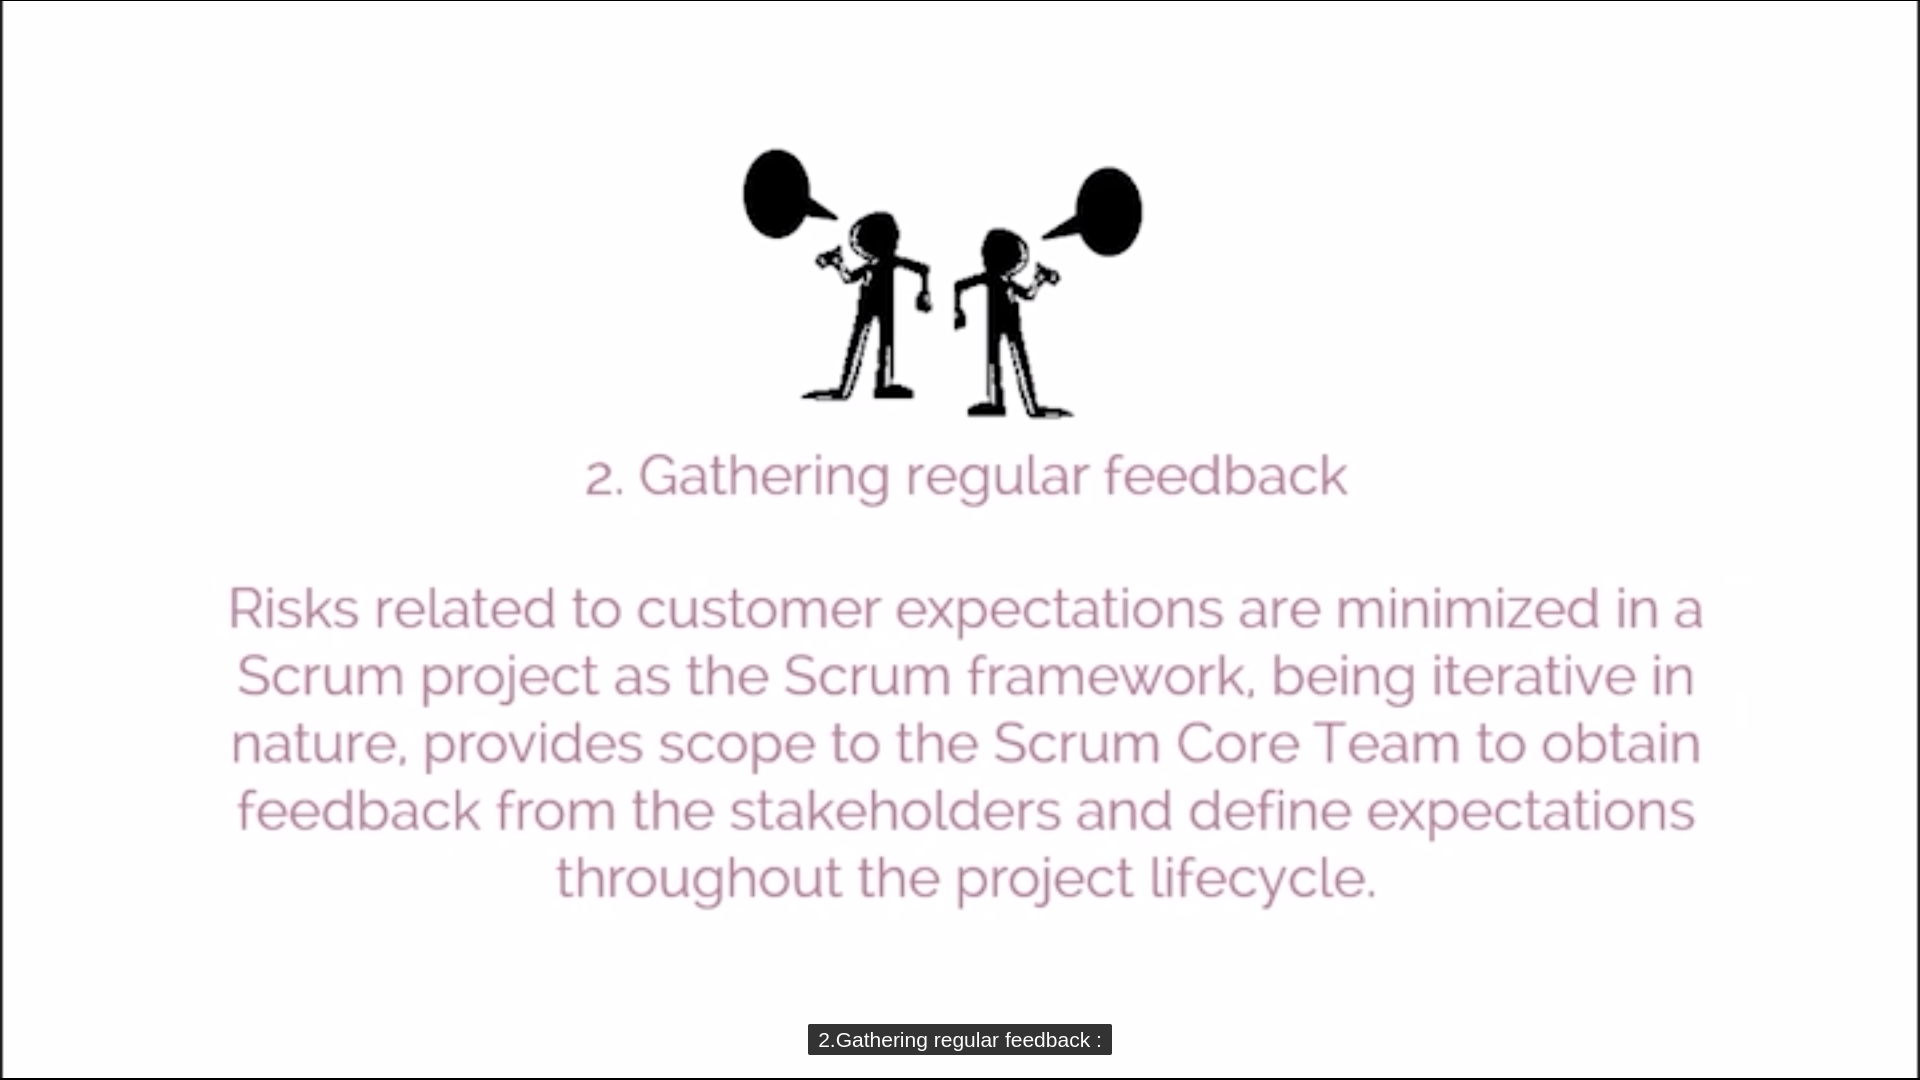 2. Gathering regular feedback
Risks related to customer expectations are minimized in a
Scrum project as the Scrum framework, being iterative in
nature, provides scope to the Scrum Core Team to obtain
feedback from the stakeholders and define expectations
throughout the project lifecycle.
2.Gathering regular feedback :